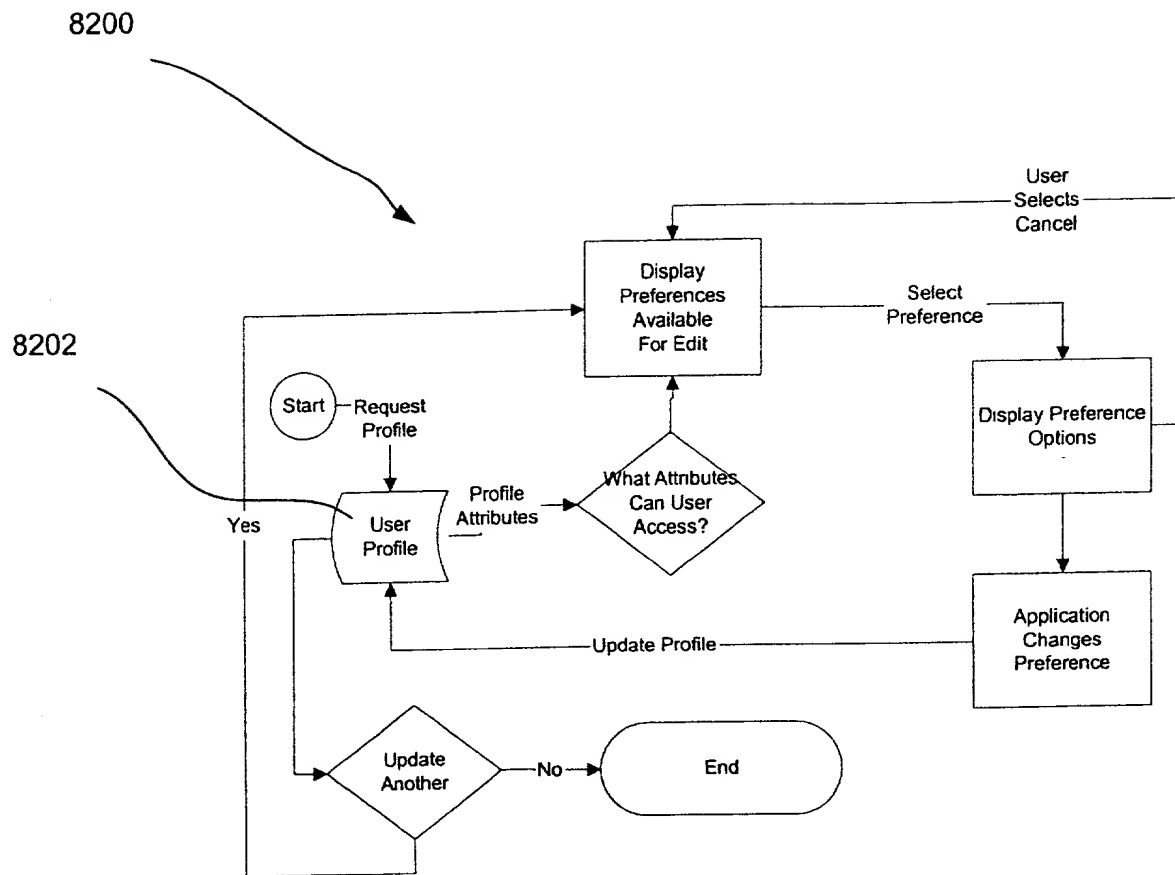 8200
User
Selects
Cancel
Display
Preferences
Available
For Edit
Select
Preference
8202
Start
Request
Profile
Display Preference
Options
What Attributes
Can User
Access?
Profile
Attributes
User
Profile
Yes
Application
Changes
Preference
Update Profile
Update
Another
No
End